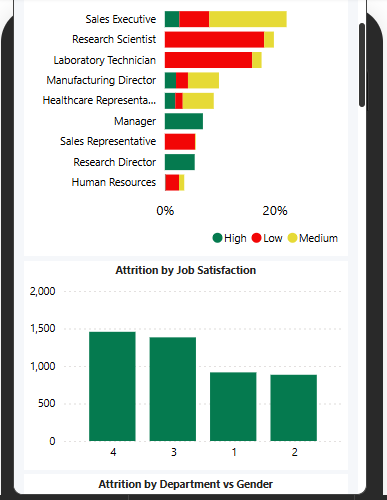 Sales Executive
Research Scientist
Laboratory Technician
Manufacturing Director
Healthcare Representa...
Manager
Sales Representative
Research Director
Human Resources
0% 20%
High Low Medium
Attrition by Job Satisfaction
2,000
1,500
1,000
500
0
4 3 1 2
Attrition by Department vs Gender